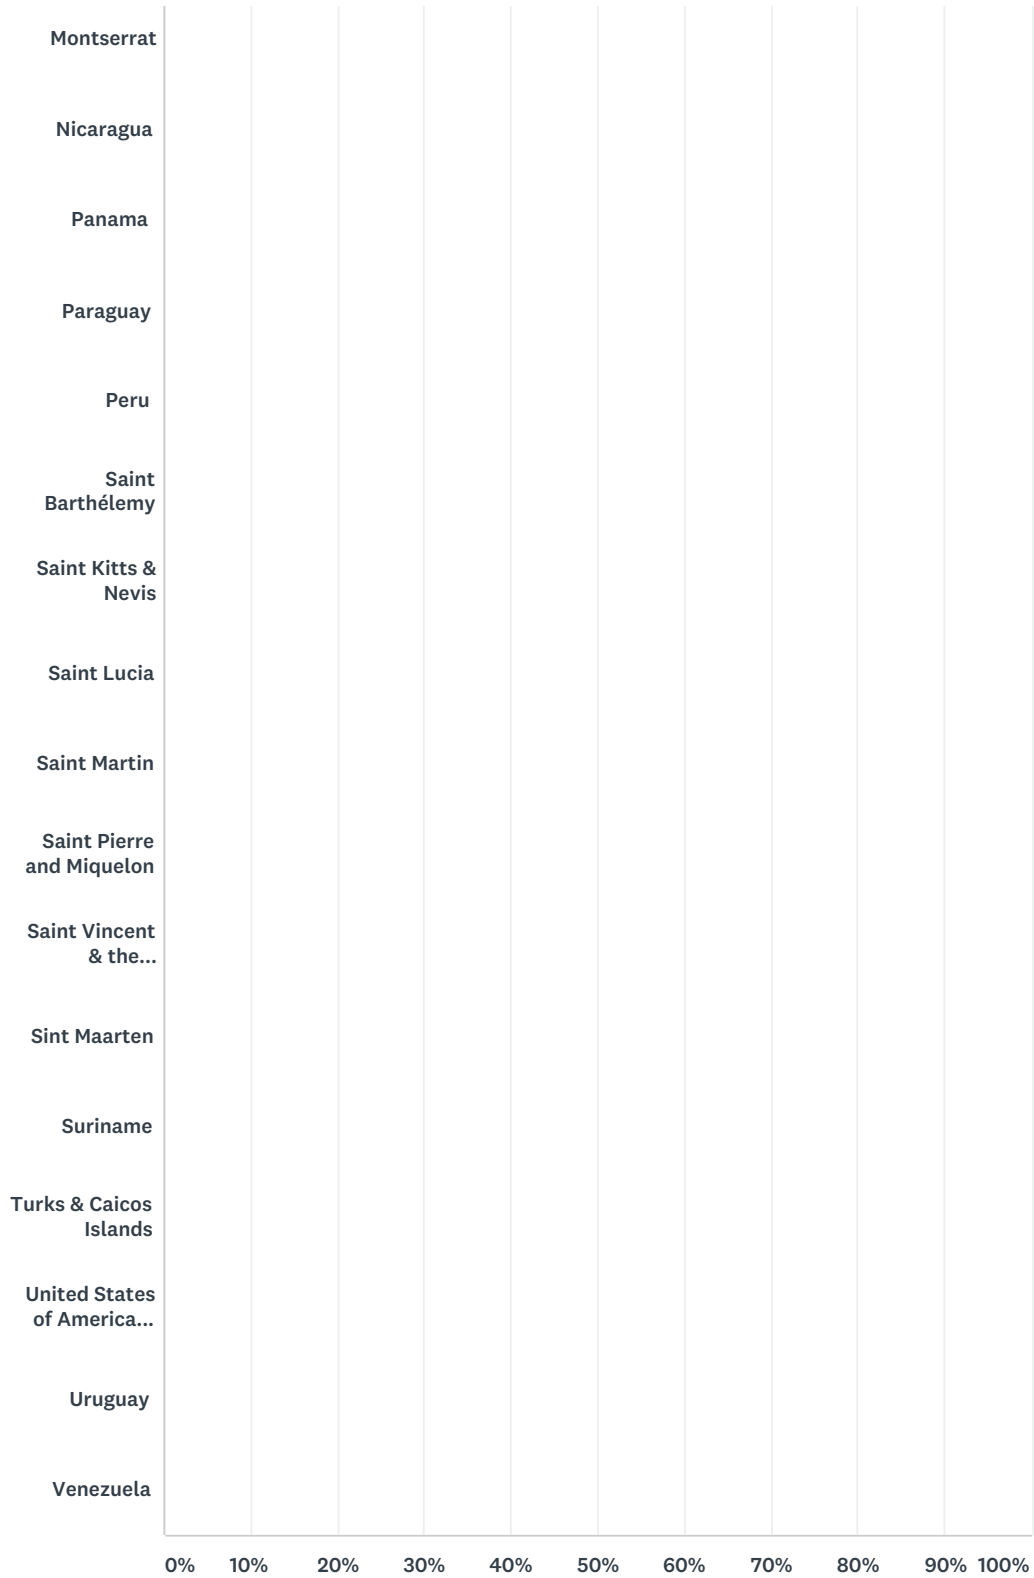 Montserrat
Nicaragua
Panama
Paraguay
Peru
Saint
Barthélemy
Saint Kitts &
Nevis
Saint Lucia
Saint Martin
Saint Pierre
and Miquelon
Saint Vincent
& the...
Sint Maarten
Suriname
Turks & Caicos
Islands
United States
of America...
Uruguay
Venezuela
0% 10% 20% 30% 40% 50% 60% 70% 80% 90% 100%